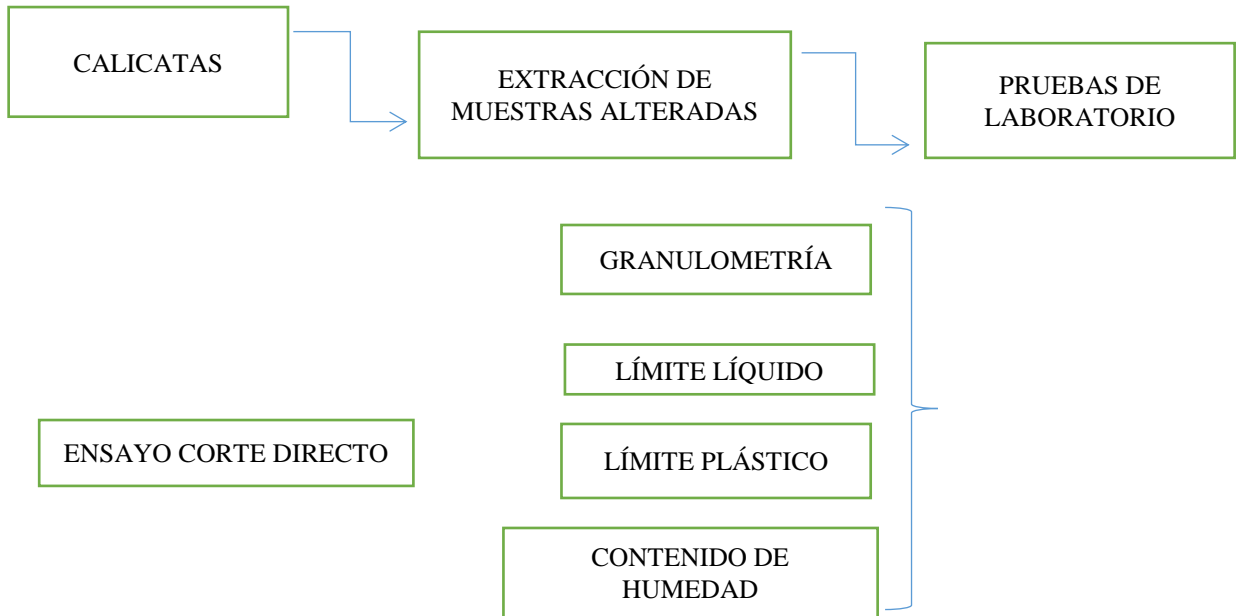 CALICATAS
EXTRACCIÓN DE
MUESTRAS ALTERADAS
PRUEBAS DE
LABORATORIO
GRANULOMETRÍA
LÍMITE LÍQUIDO
ENSAYO CORTE DIRECTO
LÍMITE PLÁSTICO
CONTENIDO DE
HUMEDAD